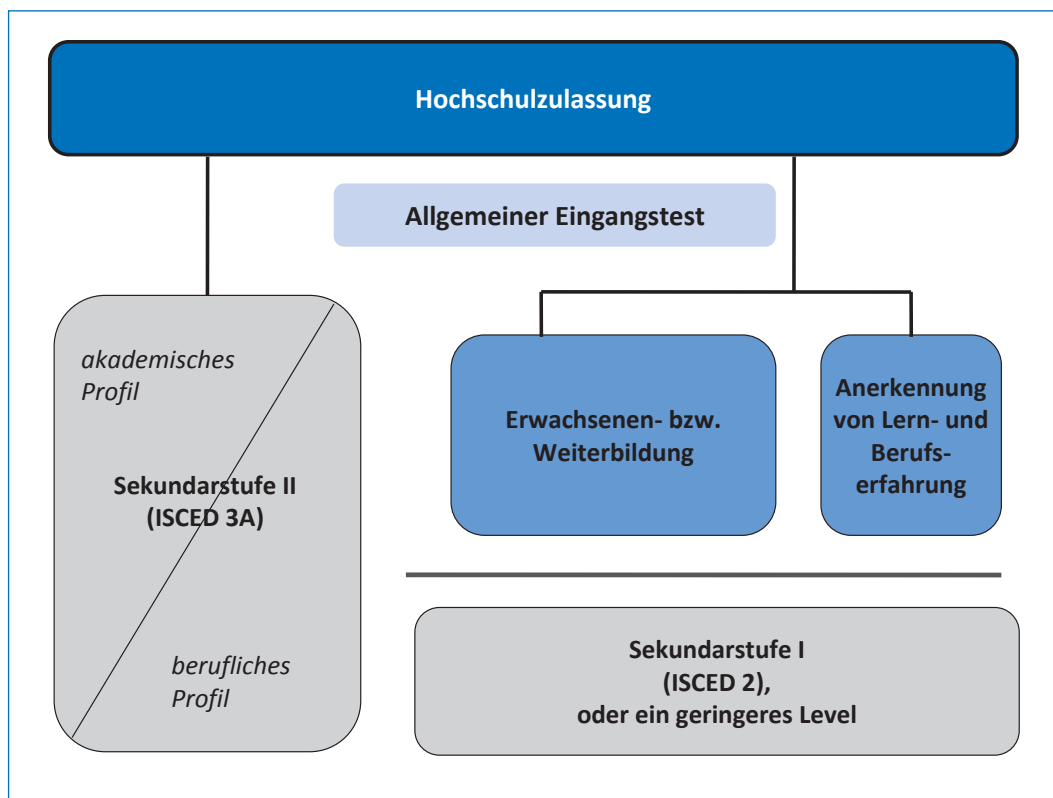 Hochschulzulassung
Allgemeiner Eingangstest
akademisches
Profil
Sekundarstufe II
(ISCED 3A)
berufliches
Profil
Erwachsenen- bzw.
Weiterbildung
Anerkennung
von Lern- und
Berufs-
erfahrung
Sekundarstufe I
(ISCED 2),
oder ein geringeres Level